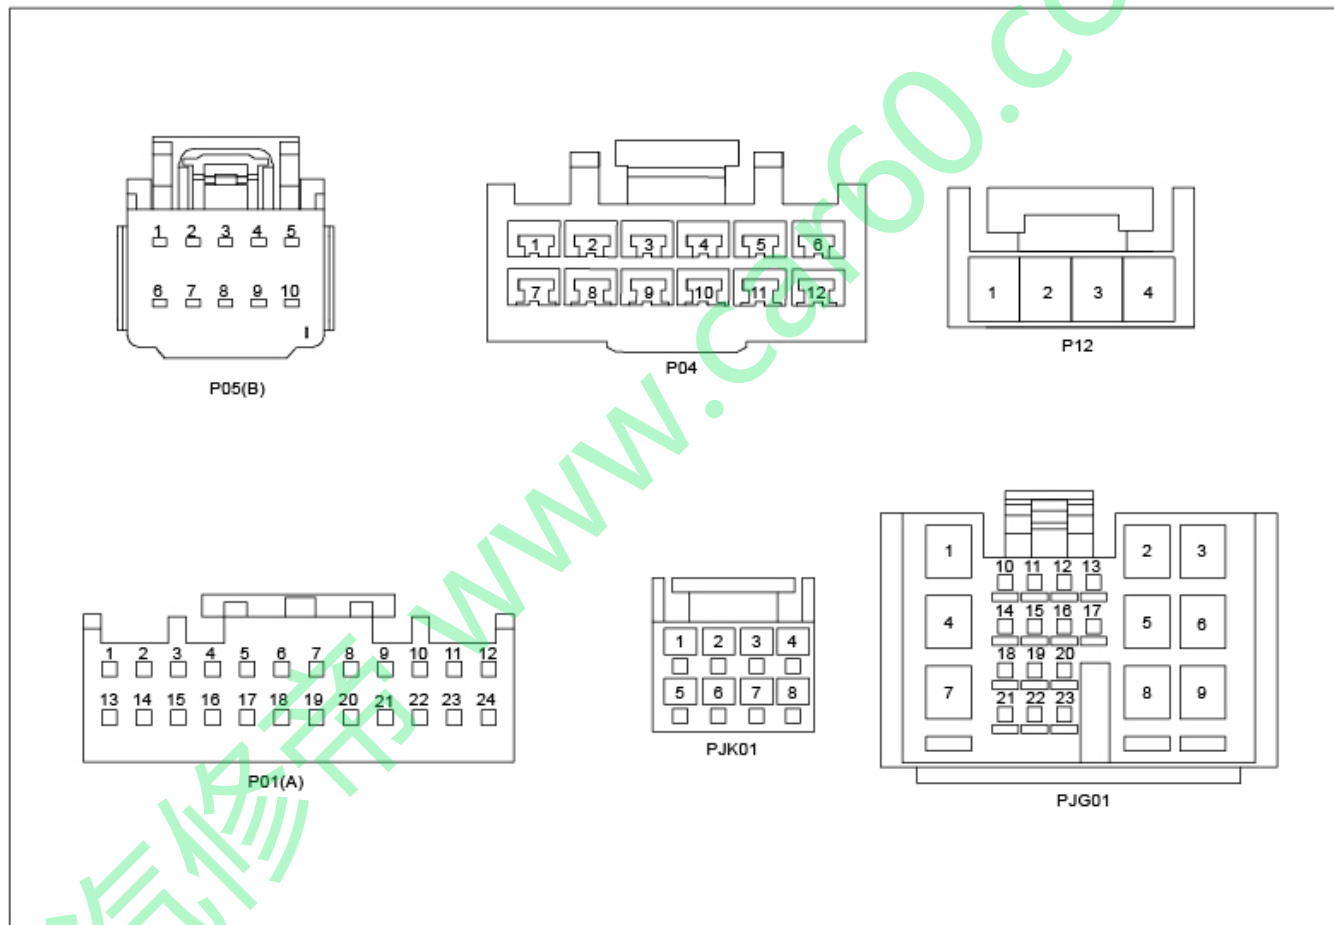 1 2 3 4 5
6 7 8 9 10
P05(B)
1 2 3 4 5 6
7 8 9 10 11 12
P04
1 2 3 4
P12
1 2 3 4 5 6 7 8 9 10 11 12
13 14 15 16 17 18 19 20 21 22 23 24
P01(A)
1 2 3 4
5 6 7 8
PJK01
1 2 3
10 11 12 13
4 14 15 16 17 5 6
18 19 20
7 8 9
21 22 23
PJG01
汽修帝 www.car60.co